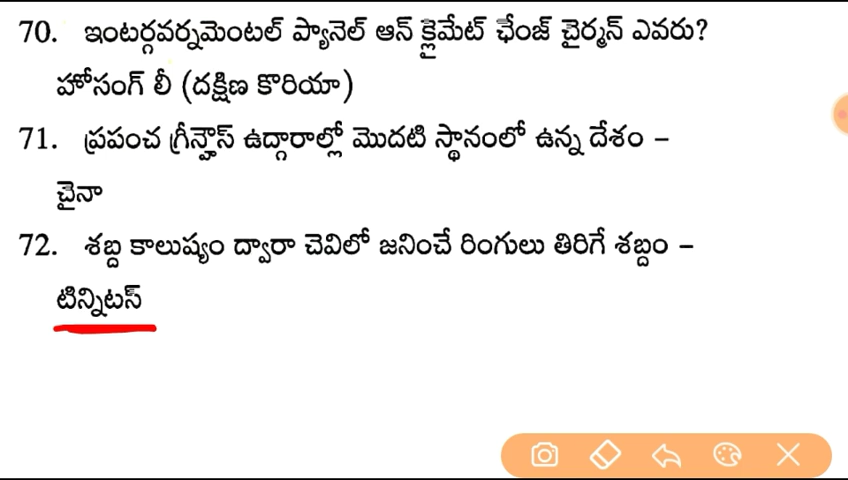 70. ఇంటర్గవర్నమెంటల్ ప్యానెల్ ఆన్ క్లైమేట్ ఛేంజ్ చైర్మన్ ఎవరు?
హోసంగ్ లీ (దక్షిణ కొరియా)
71. ప్రపంచ గ్రీన్హౌస్ ఉద్గారాల్లో మొదటి స్థానంలో ఉన్న దేశం –
చైనా
72. శబ్ద కాలుష్యం ద్వారా చెవిలో జనించే రింగులు తిరిగే శబ్దం –
టిన్నిటస్